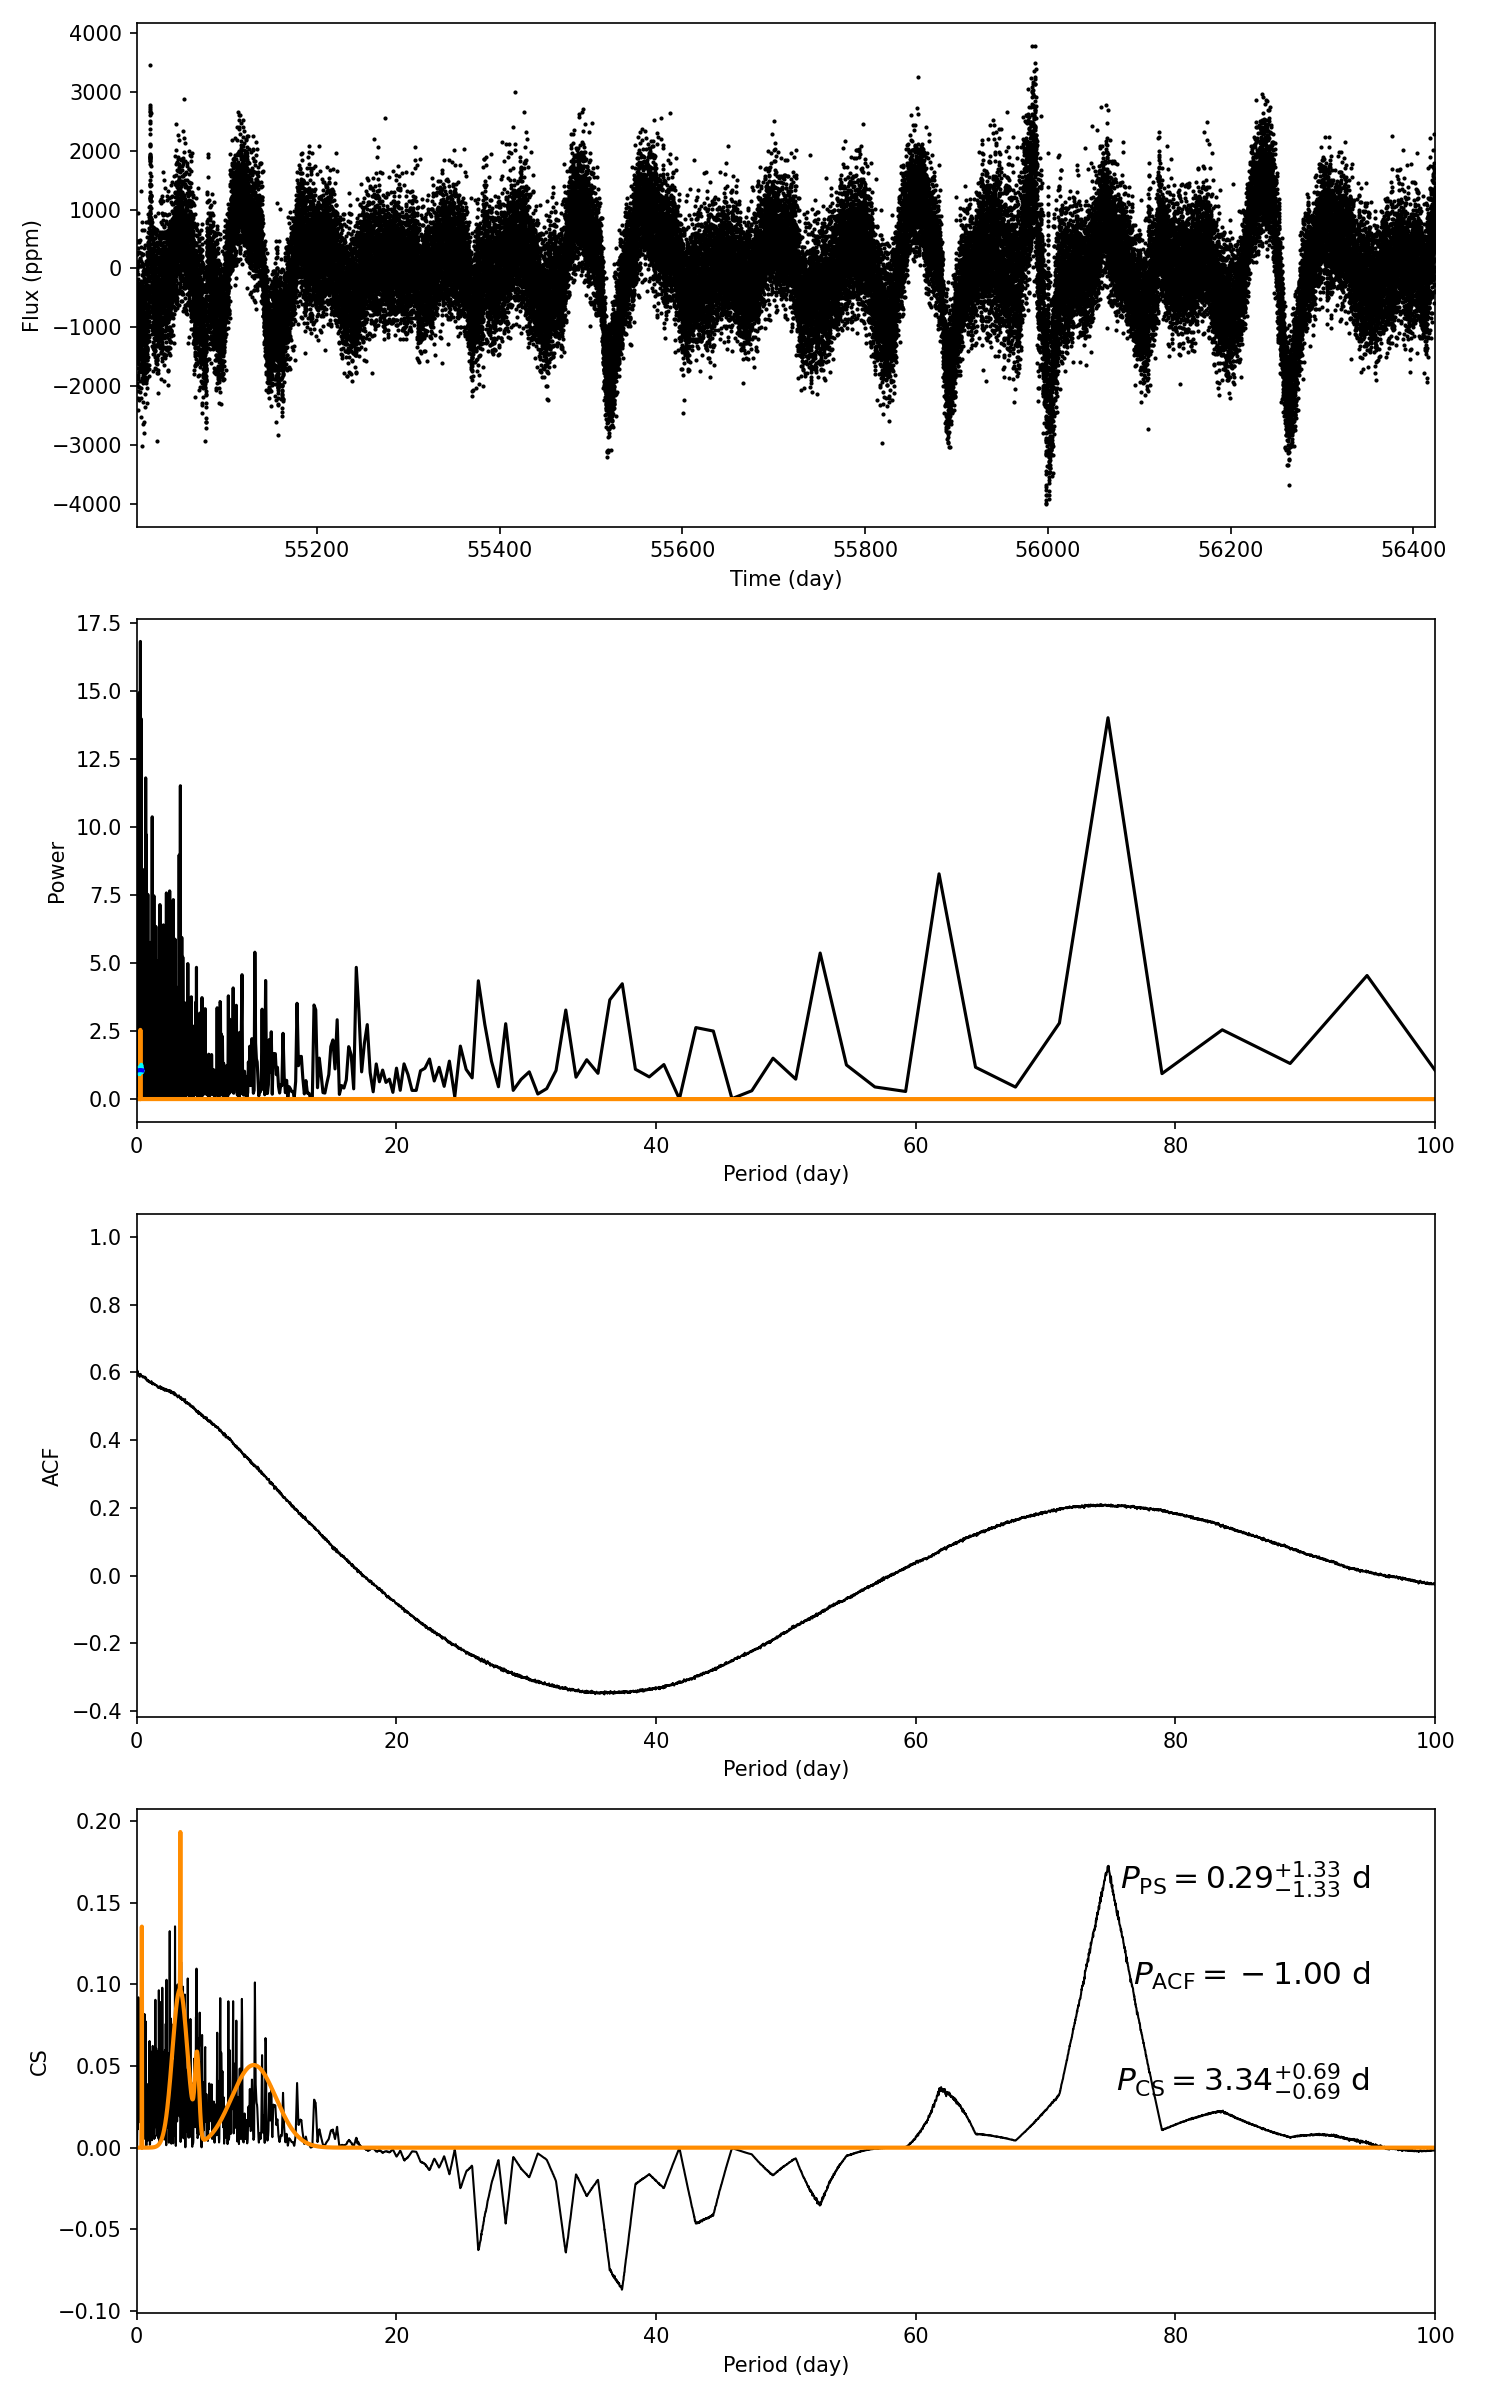 4000
3000
2000
1000
0
−1000
−2000
−3000
−4000
Flux (ppm)
55200 55400 55600 55800 56000 56200 56400
Time (day)
17.5
15.0
12.5
10.0
7.5
5.0
2.5
0.0
Power
0 20 40 60 80 100
Period (day)
1.0
0.8
0.6
0.4
0.2
0.0
−0.2
−0.4
ACF
0 20 40 60 80 100
Period (day)
0.20
0.15
0.10
0.05
0.00
−0.05
−0.10
CS
P_PS = 0.29^{+1.33}_{−1.33} d
P_ACF = −1.00 d
P_CS = 3.34^{+0.69}_{−0.69} d
0 20 40 60 80 100
Period (day)